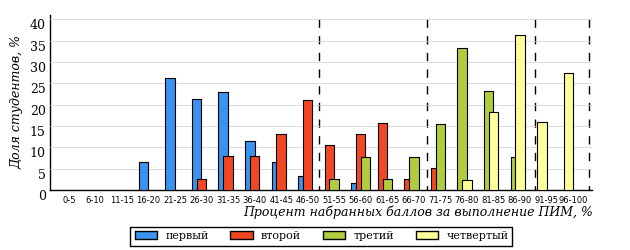 Доля студентов, %
40
35
30
25
20
15
10
5
0
0-5 6-10 11-15 16-20 21-25 26-30 31-35 36-40 41-45 46-50 51-55 56-60 61-65 66-70 71-75 76-80 81-85 86-90 91-95 96-100
Процент набранных баллов за выполнение ПИМ, %
первый второй третий четвертый